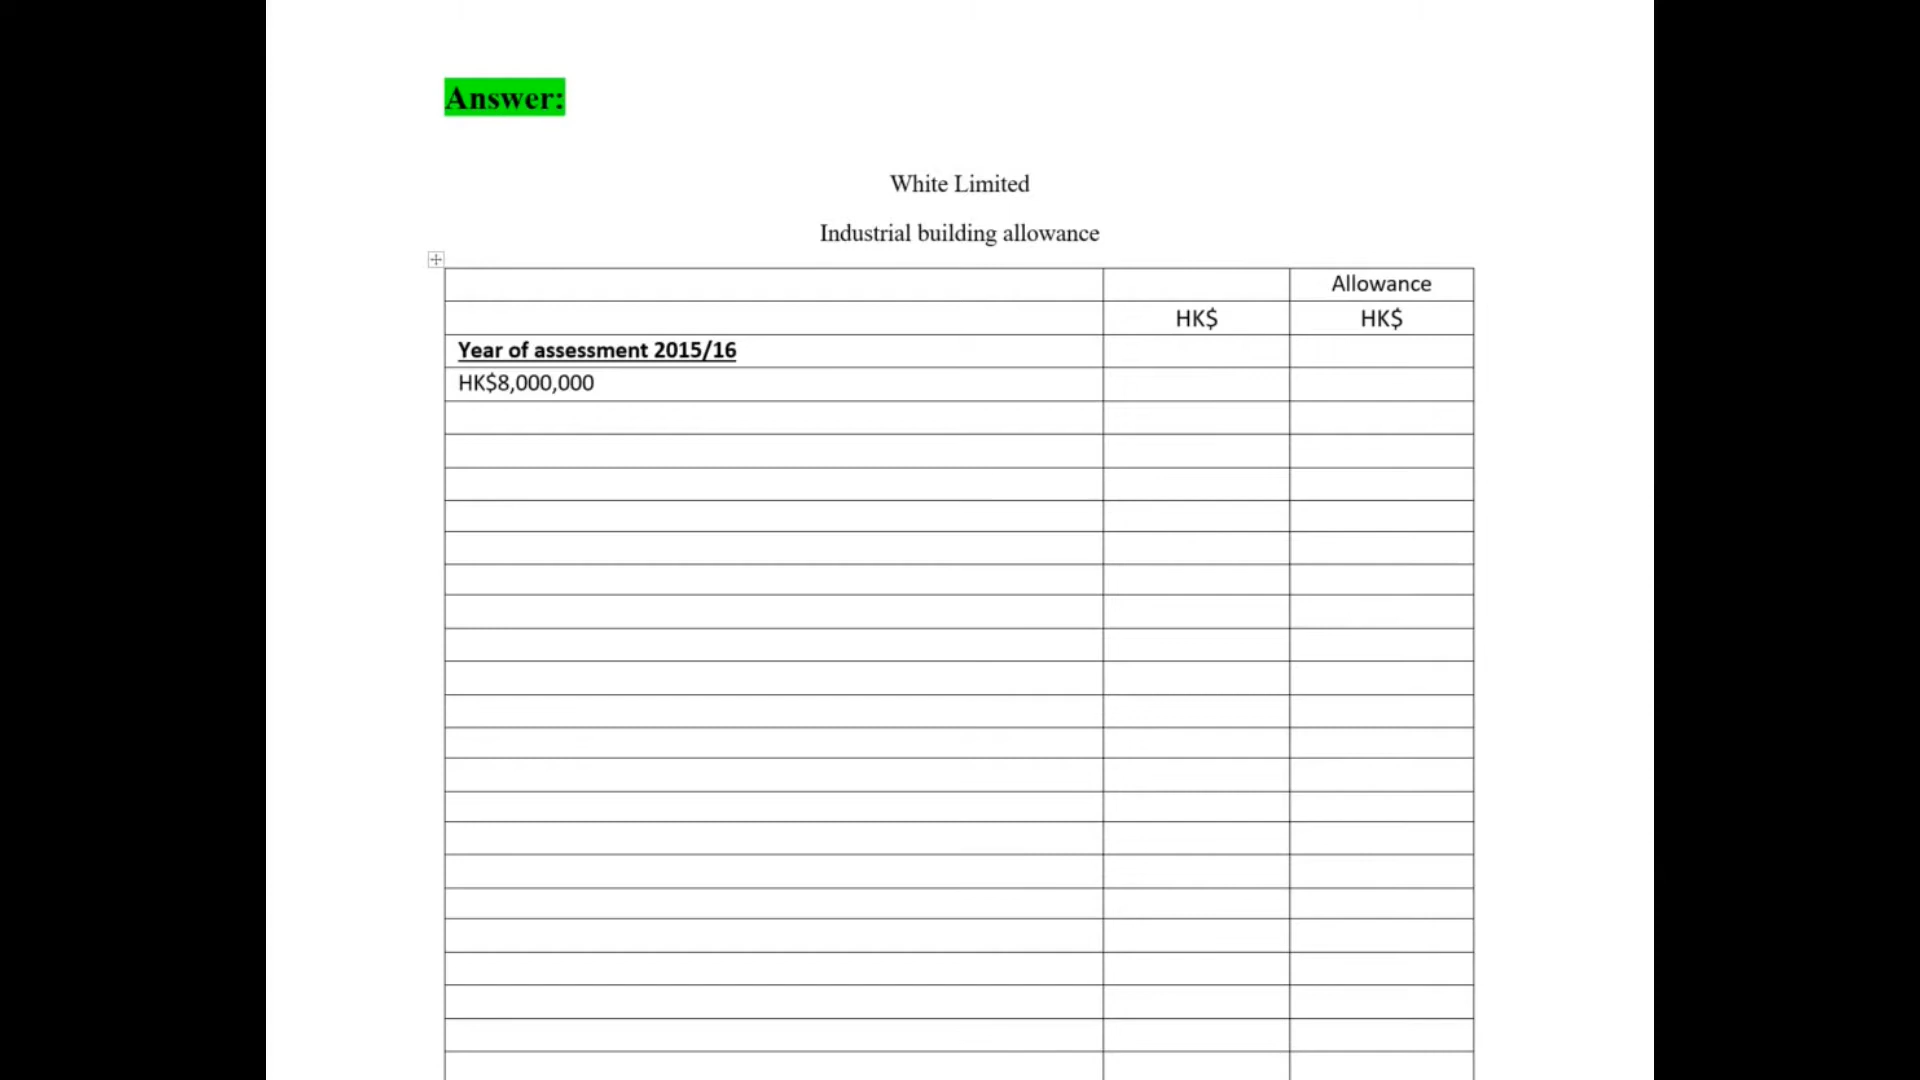 Answer:
White Limited
Industrial building allowance
Allowance
HK$ HK$
Year of assessment 2015/16
HK$8,000,000